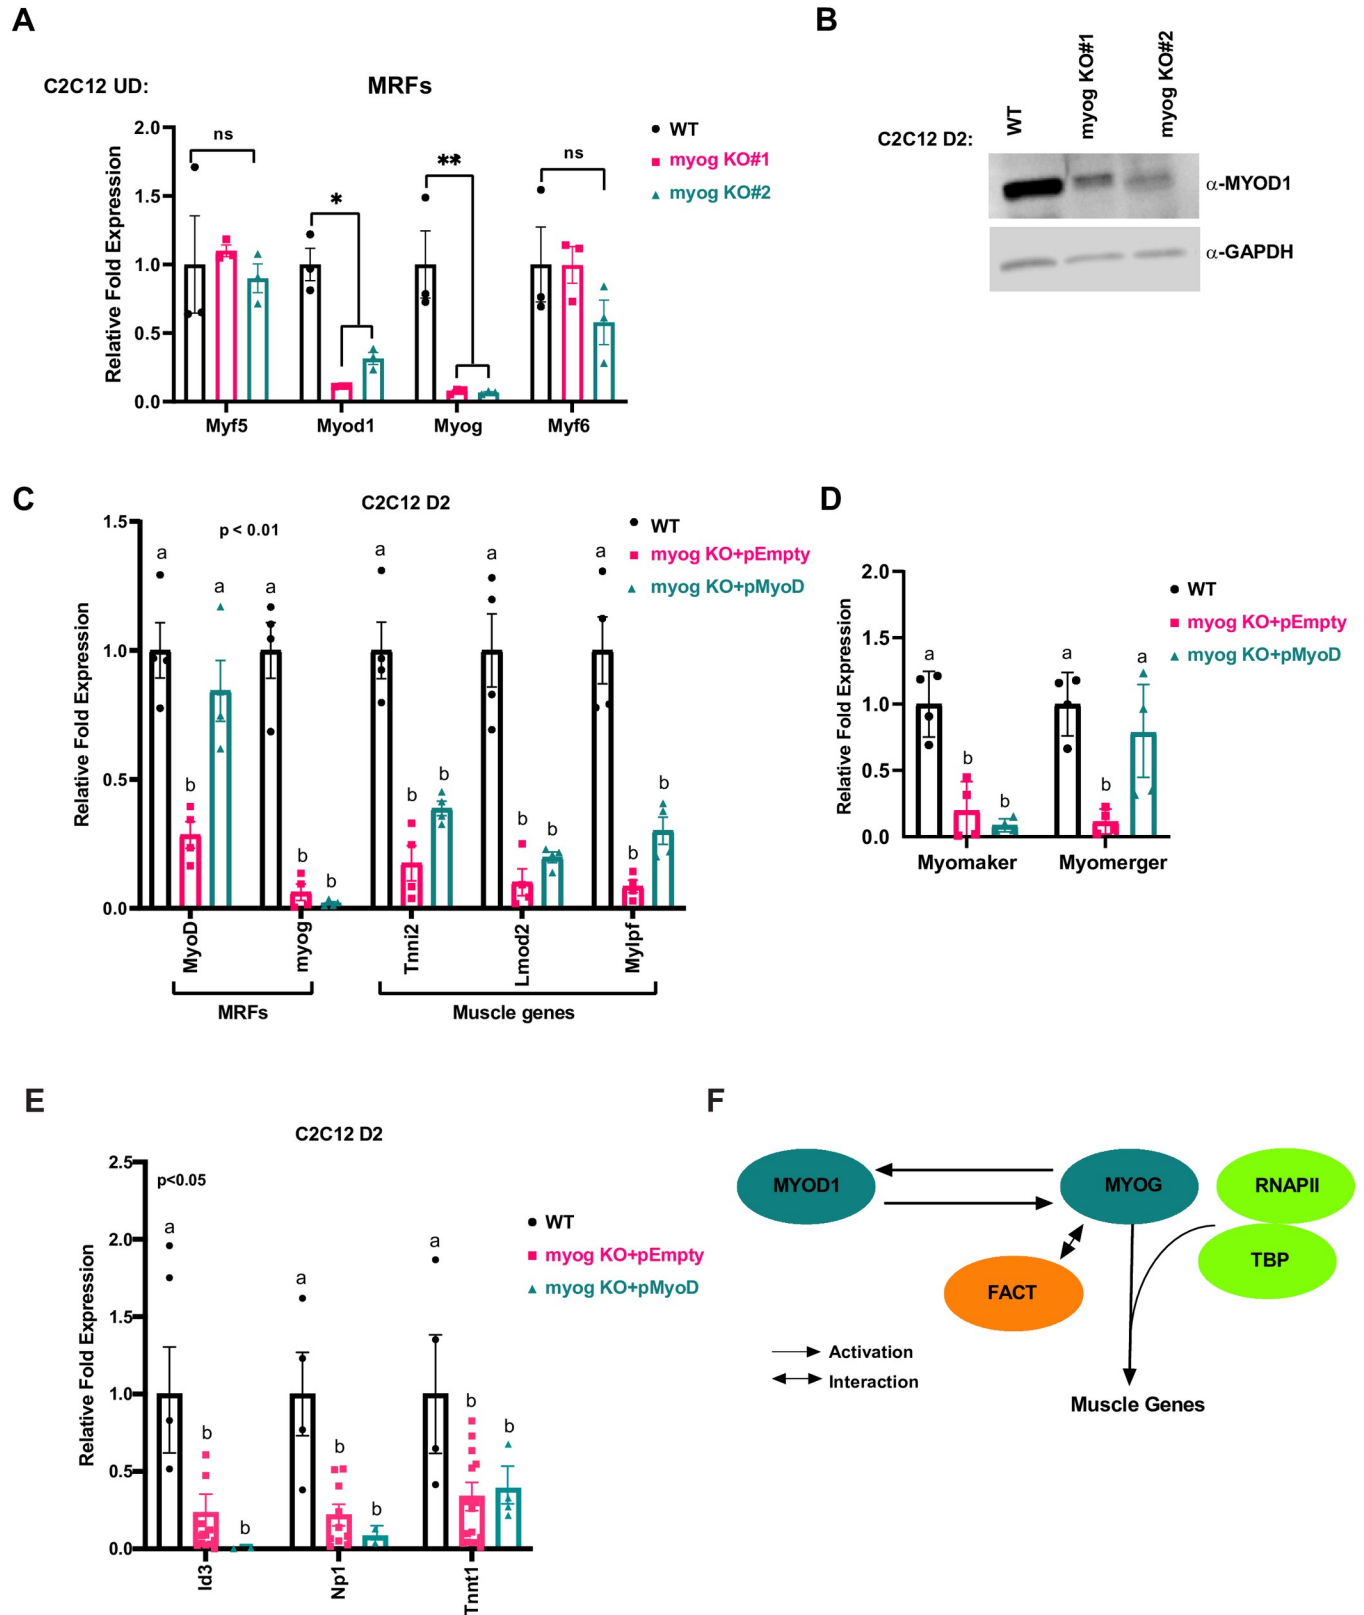 A
C2C12 UD:
MRFs
WT
myog KO#1
myog KO#2
Relative Fold Expression
2.0
1.5
1.0
0.5
0.0
ns
*
**
ns
Myf5
Myod1
Myog
Myf6
B
C2C12 D2:
WT
myog KO#1
myog KO#2
α-MYOD1
α-GAPDH
C
C2C12 D2
p < 0.01
WT
myog KO+pEmpty
myog KO+pMyoD
Relative Fold Expression
1.5
1.0
0.5
0.0
a
b
a
a
b
b
a
b
b
a
b
b
a
b
b
MyoD
myog
Tnni2
Lmod2
Mylpf
MRFs
Muscle genes
D
WT
myog KO+pEmpty
myog KO+pMyoD
Relative Fold Expression
2.0
1.5
1.0
0.5
0.0
a
b
b
a
b
a
Myomaker
Myomerger
E
C2C12 D2
p<0.05
WT
myog KO+pEmpty
myog KO+pMyoD
Relative Fold Expression
2.5
2.0
1.5
1.0
0.5
0.0
a
b
b
a
b
b
a
b
b
Id3
Np1
Tnnt1
F
MYOD1
MYOG
RNAPII
TBP
FACT
Activation
Interaction
Muscle Genes